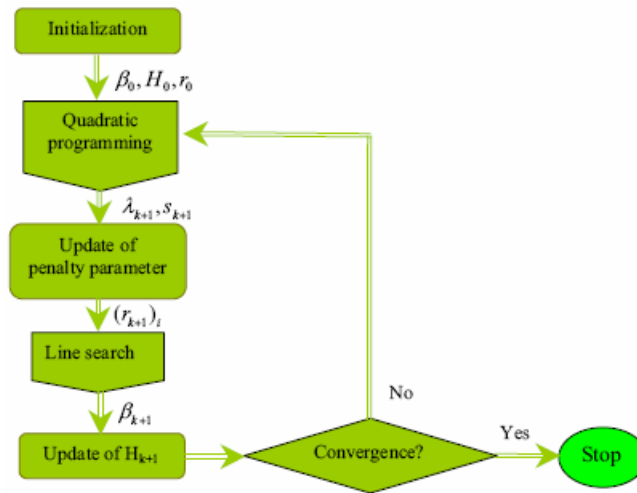 Initialization
β₀, H₀, r₀
Quadratic
programming
λₖ₊₁, sₖ₊₁
Update of
penalty parameter
(rₖ₊₁)ᵢ
Line search
βₖ₊₁
Update of Hₖ₊₁
Convergence?
No
Yes
Stop